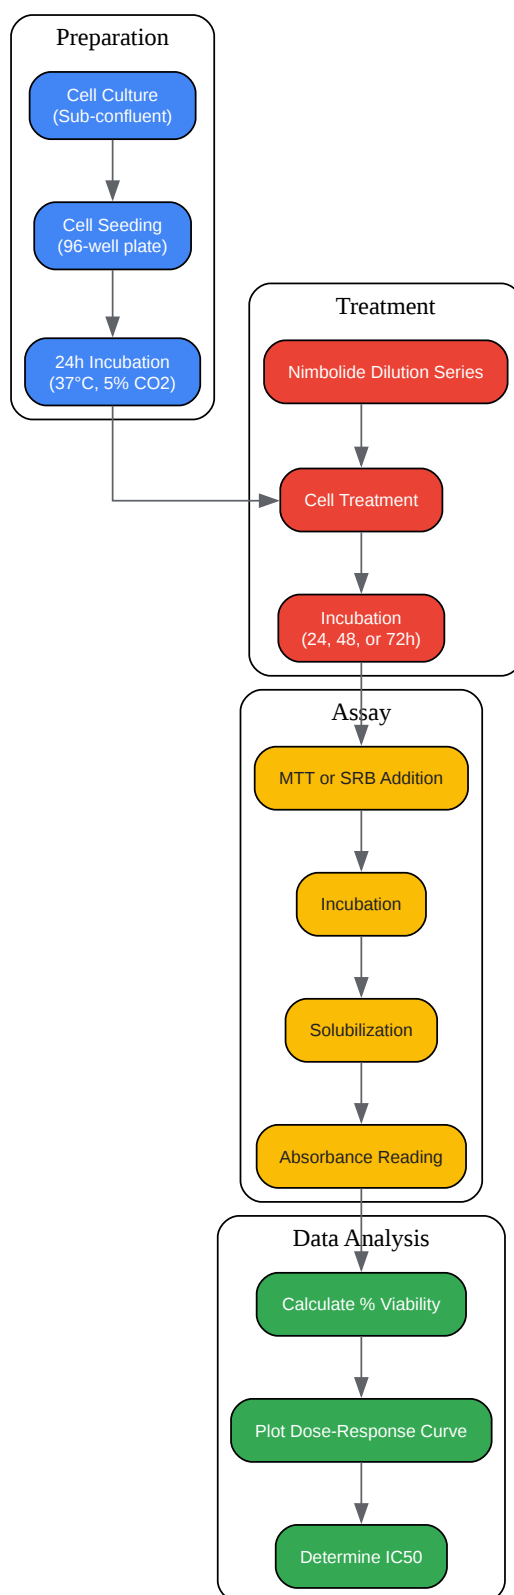 Preparation
Cell Culture
(Sub-confluent)
Cell Seeding
(96-well plate)
24h Incubation
(37°C, 5% CO2)
Treatment
Nimbolide Dilution Series
Cell Treatment
Incubation
(24, 48, or 72h)
Assay
MTT or SRB Addition
Incubation
Solubilization
Absorbance Reading
Data Analysis
Calculate % Viability
Plot Dose-Response Curve
Determine IC50